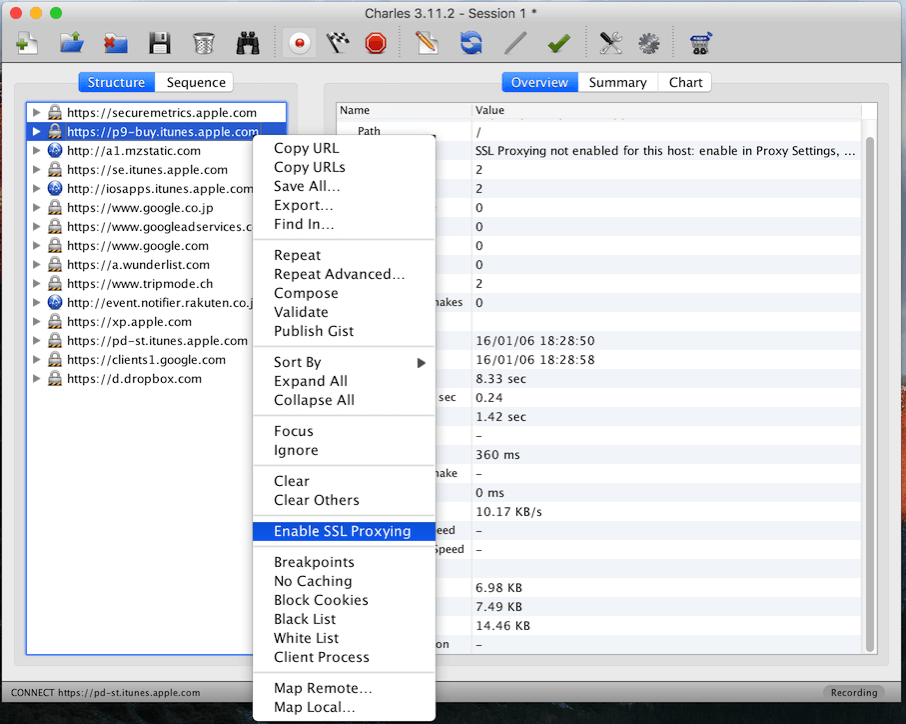 Charles 3.11.2 - Session 1 *
Structure Sequence
https://securemetrics.apple.com
https://p9-buy.itunes.apple.com
http://a1.mzstatic.com
https://se.itunes.apple.com
http://iosapps.itunes.apple.com
https://www.google.co.jp
https://www.googleadservices.c
https://www.google.com
https://a.wunderlist.com
https://www.tripmode.ch
http://event.notifier.rakuten.co.j
https://xp.apple.com
https://pd-st.itunes.apple.com
https://clients1.google.com
https://d.dropbox.com
Copy URL
Copy URLs
Save All...
Export...
Find In...
Repeat
Repeat Advanced...
Compose
Validate
Publish Gist
Sort By
Expand All
Collapse All
Focus
Ignore
Clear
Clear Others
Enable SSL Proxying
Breakpoints
No Caching
Block Cookies
Black List
White List
Client Process
Map Remote...
Map Local...
Overview Summary Chart
Name Value
Path /
SSL Proxying not enabled for this host: enable in Proxy Settings, ...
2
2
0
0
0
0
2
nakes 0
16/01/06 18:28:50
16/01/06 18:28:58
8.33 sec
sec 0.24
1.42 sec
–
360 ms
nake –
0 ms
10.17 KB/s
eed –
Speed –
6.98 KB
7.49 KB
14.46 KB
on –
CONNECT https://pd-st.itunes.apple.com
Recording